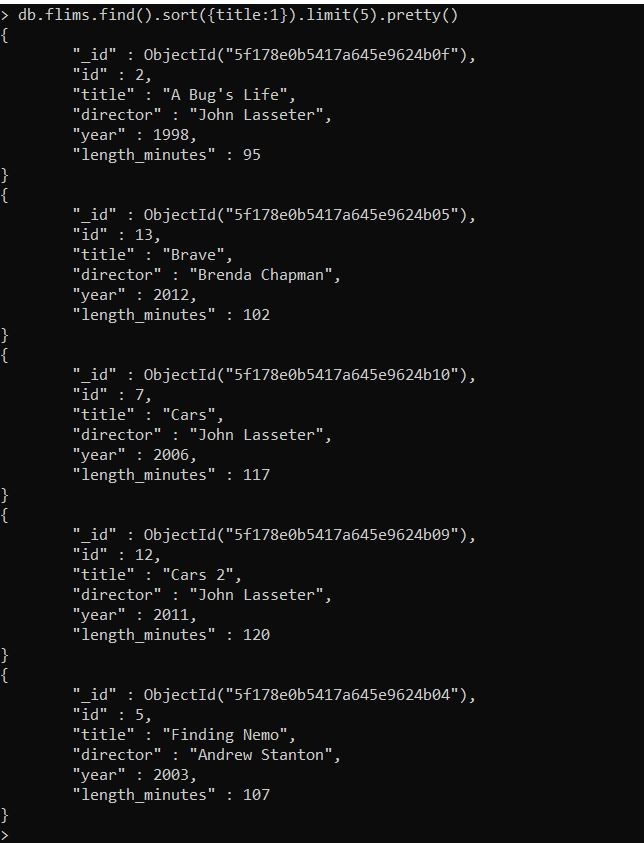 > db.flims.find().sort({title:1}).limit(5).pretty()
{
"_id" : ObjectId("5f178e0b5417a645e9624b0f"),
"id" : 2,
"title" : "A Bug's Life",
"director" : "John Lasseter",
"year" : 1998,
"length_minutes" : 95
}
{
"_id" : ObjectId("5f178e0b5417a645e9624b05"),
"id" : 13,
"title" : "Brave",
"director" : "Brenda Chapman",
"year" : 2012,
"length_minutes" : 102
}
{
"_id" : ObjectId("5f178e0b5417a645e9624b10"),
"id" : 7,
"title" : "Cars",
"director" : "John Lasseter",
"year" : 2006,
"length_minutes" : 117
}
{
"_id" : ObjectId("5f178e0b5417a645e9624b09"),
"id" : 12,
"title" : "Cars 2",
"director" : "John Lasseter",
"year" : 2011,
"length_minutes" : 120
}
{
"_id" : ObjectId("5f178e0b5417a645e9624b04"),
"id" : 5,
"title" : "Finding Nemo",
"director" : "Andrew Stanton",
"year" : 2003,
"length_minutes" : 107
}
>